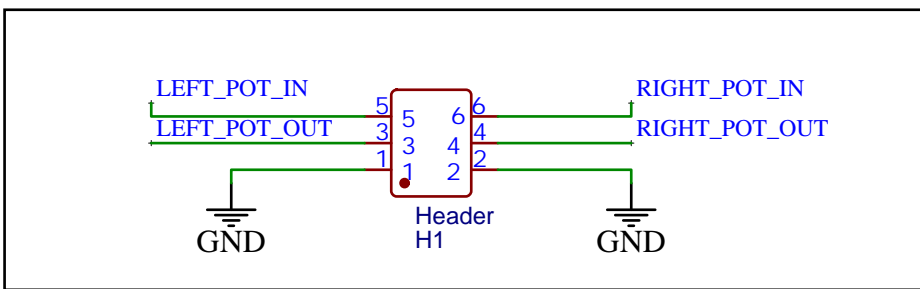 LEFT_POT_IN RIGHT_POT_IN
5 5 6 6
LEFT_POT_OUT RIGHT_POT_OUT
3 3 4 4
1 1 2 2
Header
H1
GND GND